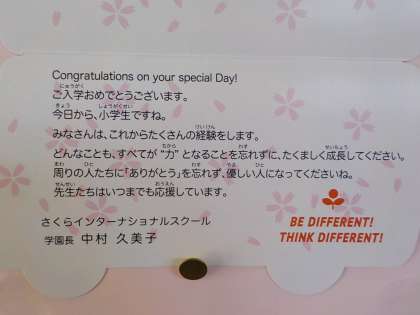 Congratulations on your special Day!
ご入学おめでとうございます。
今日から、小学生ですね。
みなさんは、これからたくさんの経験をします。
どんなことも、すべてが“力”となることを忘れずに、たくましく成長してください。
周りの人たちに「ありがとう」を忘れず、優しい人になってくださいね。
先生たちはいつまでも応援しています。
さくらインターナショナルスクール
学園長 中村 久美子
BE DIFFERENT!
THINK DIFFERENT!